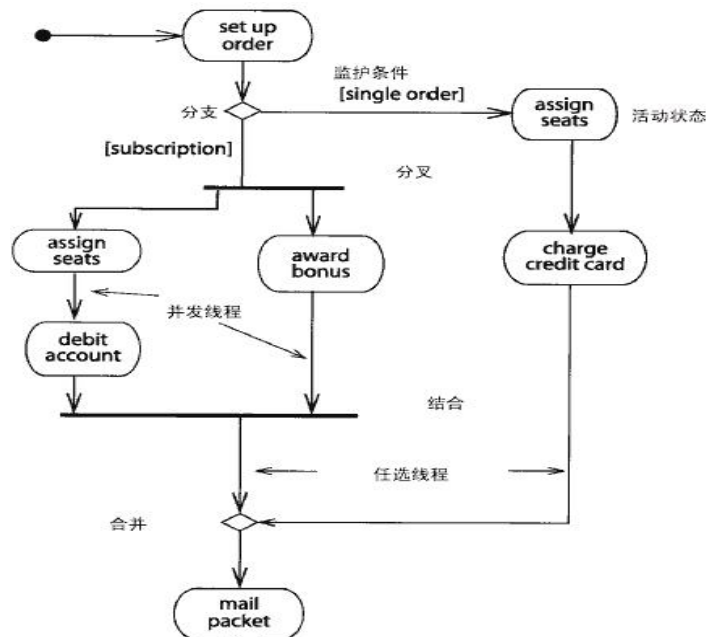 set up
order
监护条件
[single order]
分支
assign
seats
活动状态
[subscription]
分叉
assign
seats
award
bonus
charge
credit card
并发线程
debit
account
结合
任选线程
合并
mail
packet